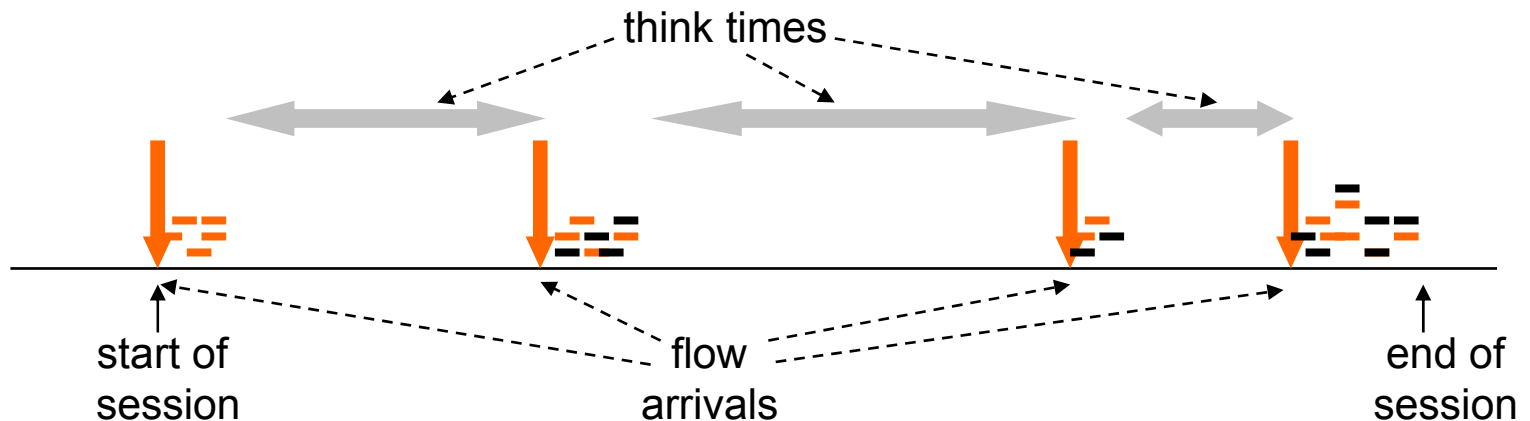 think times
start of
session
flow
arrivals
end of
session